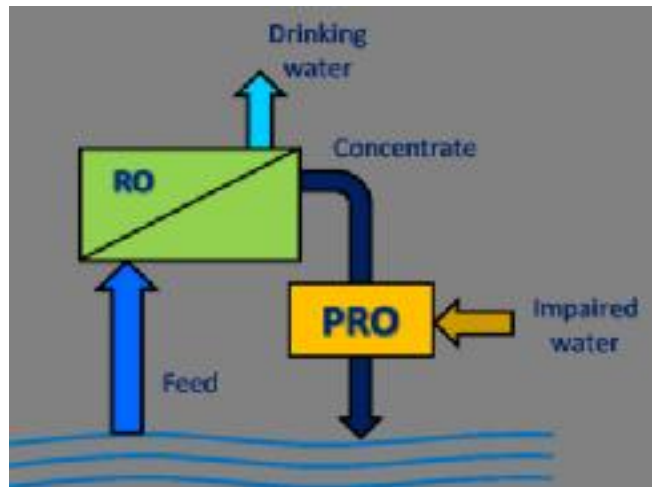 Drinking
water
Concentrate
RO
PRO
Impaired
water
Feed